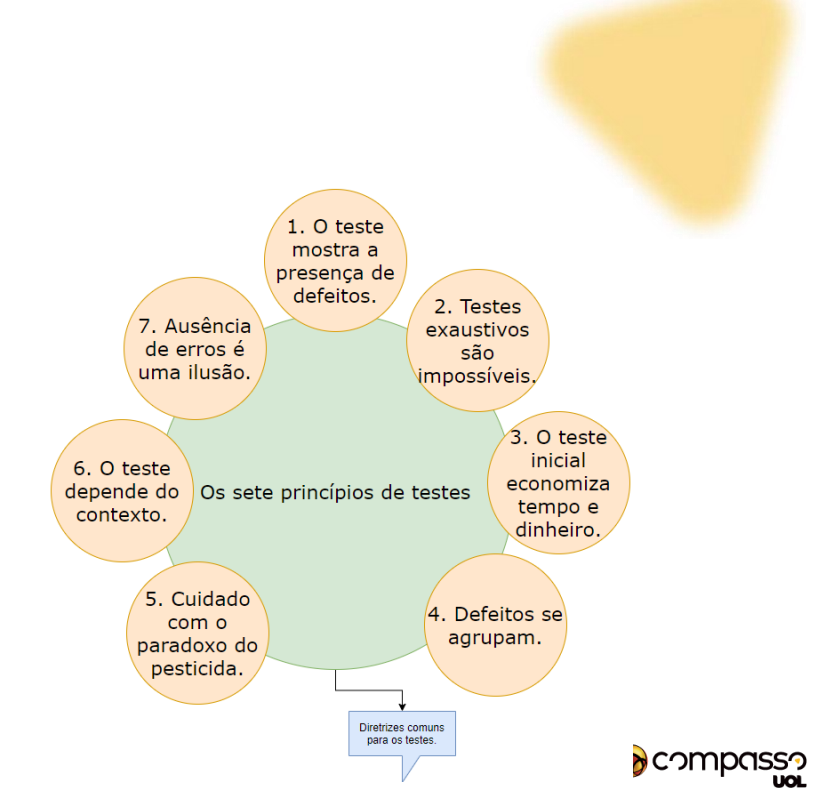 1. O teste
mostra a
presença de
defeitos.
2. Testes
exaustivos
são
impossíveis.
3. O teste
inicial
economiza
tempo e
dinheiro.
4. Defeitos se
agrupam.
5. Cuidado
com o
paradoxo do
pesticida.
6. O teste
depende do
contexto.
7. Ausência
de erros é
uma ilusão.
Os sete princípios de testes
Diretrizes comuns
para os testes.
compasso
UOL